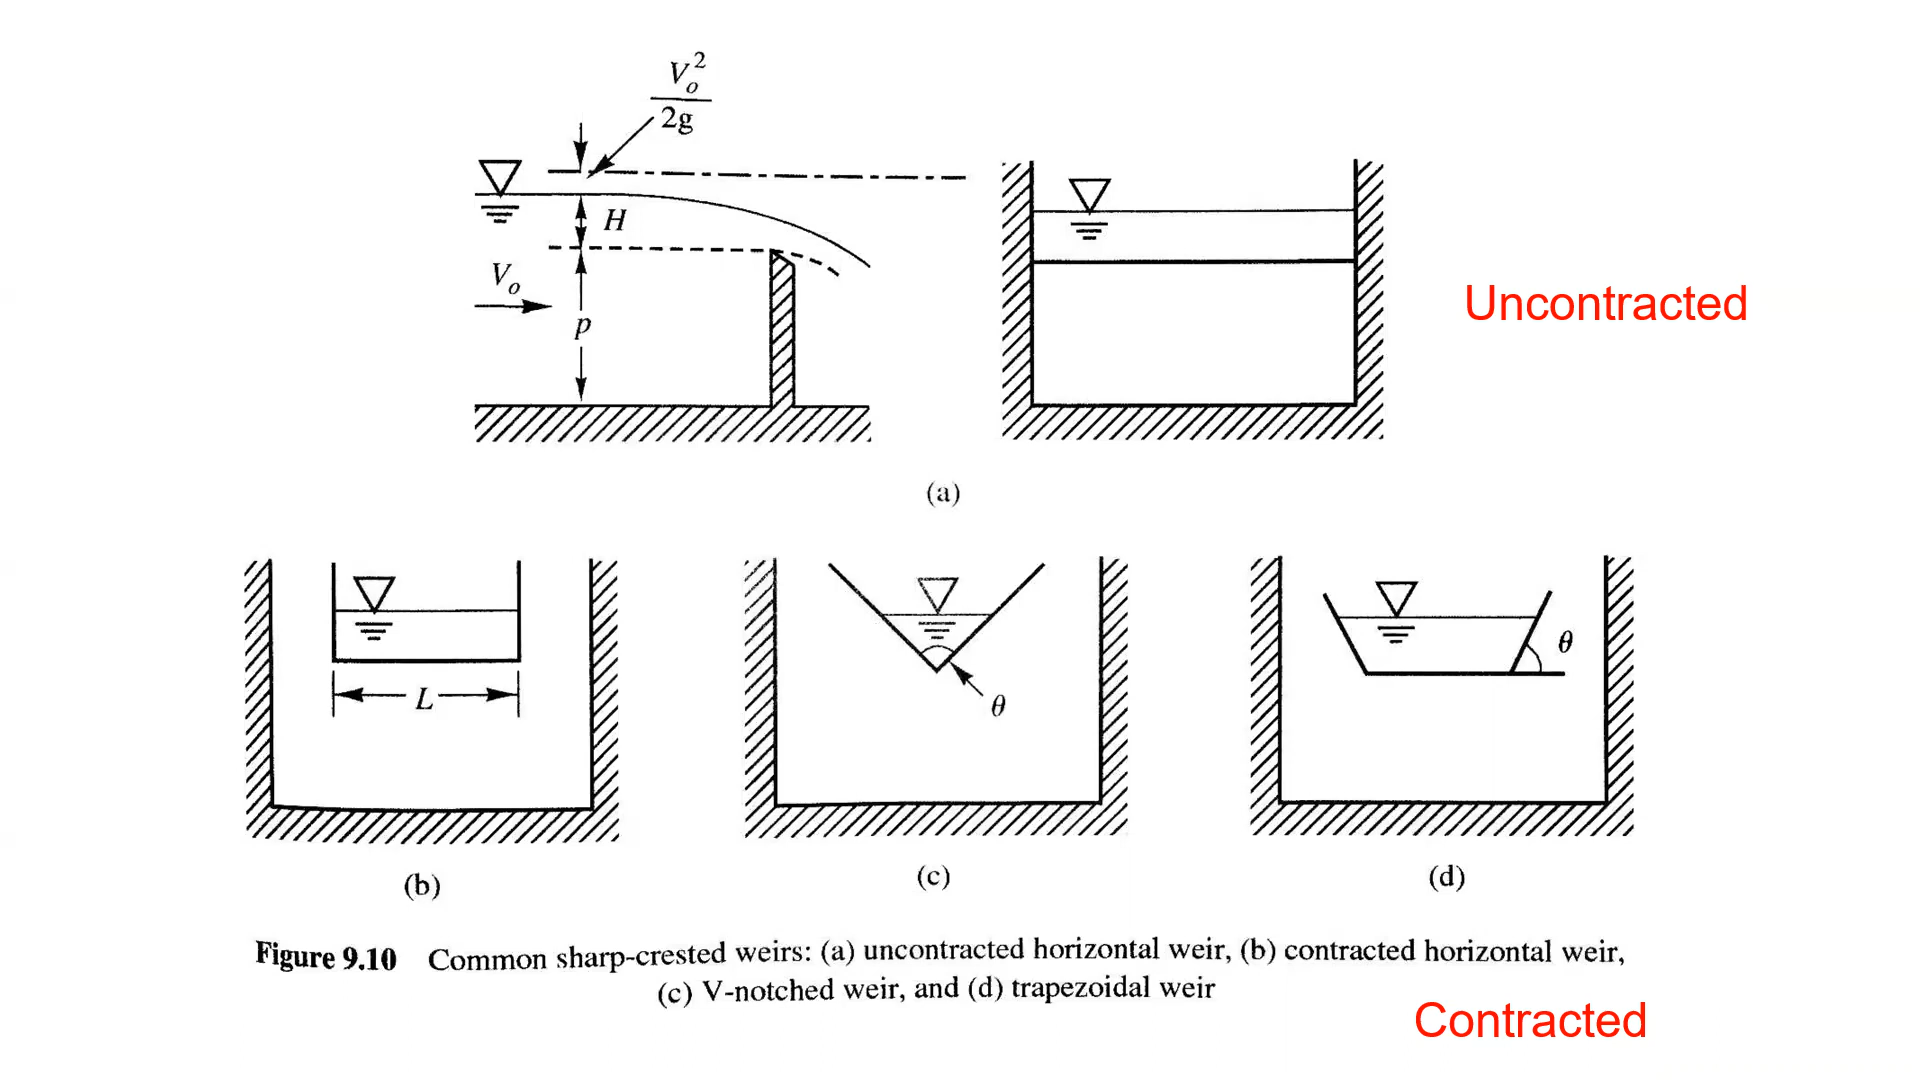 V_o^2
2g
H
V_o
p
Uncontracted
(a)
L
θ
θ
(b)
(c)
(d)
Figure 9.10 Common sharp-crested weirs: (a) uncontracted horizontal weir, (b) contracted horizontal weir,
(c) V-notched weir, and (d) trapezoidal weir
Contracted